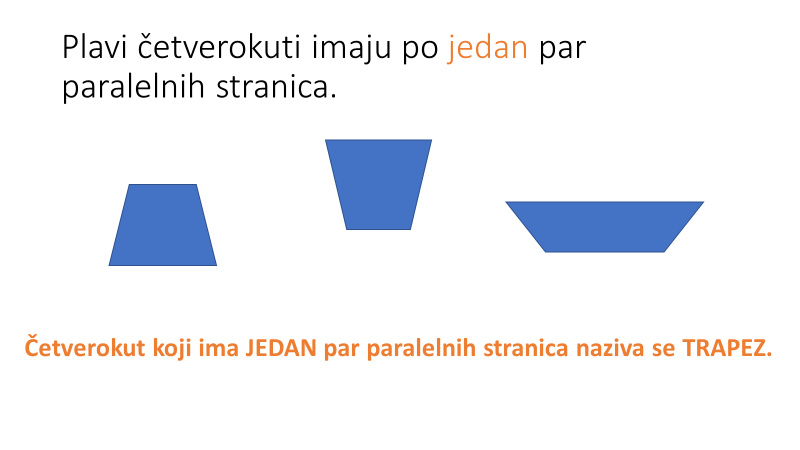 Plavi četverokuti imaju po jedan par
paralelnih stranica.
Četverokut koji ima JEDAN par paralelnih stranica naziva se TRAPEZ.